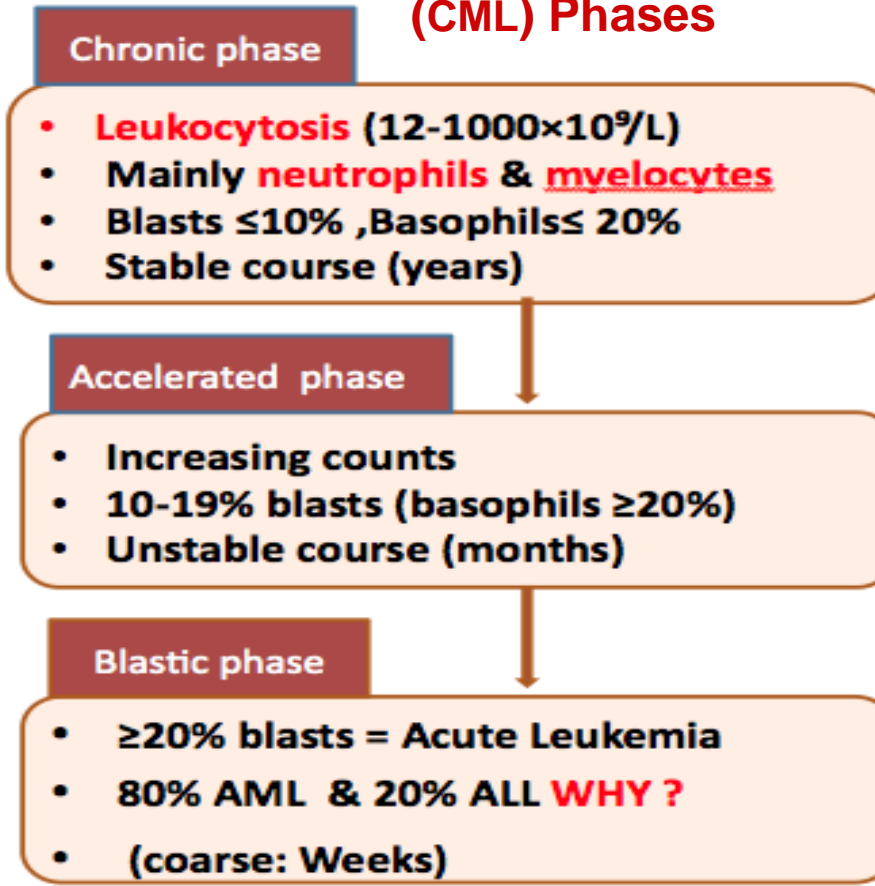 (CML) Phases
Chronic phase
• Leukocytosis (12-1000×10⁹/L)
• Mainly neutrophils & myelocytes
• Blasts ≤10% ,Basophils≤ 20%
• Stable course (years)
Accelerated phase
• Increasing counts
• 10-19% blasts (basophils ≥20%)
• Unstable course (months)
Blastic phase
• ≥20% blasts = Acute Leukemia
• 80% AML & 20% ALL WHY ?
• (coarse: Weeks)